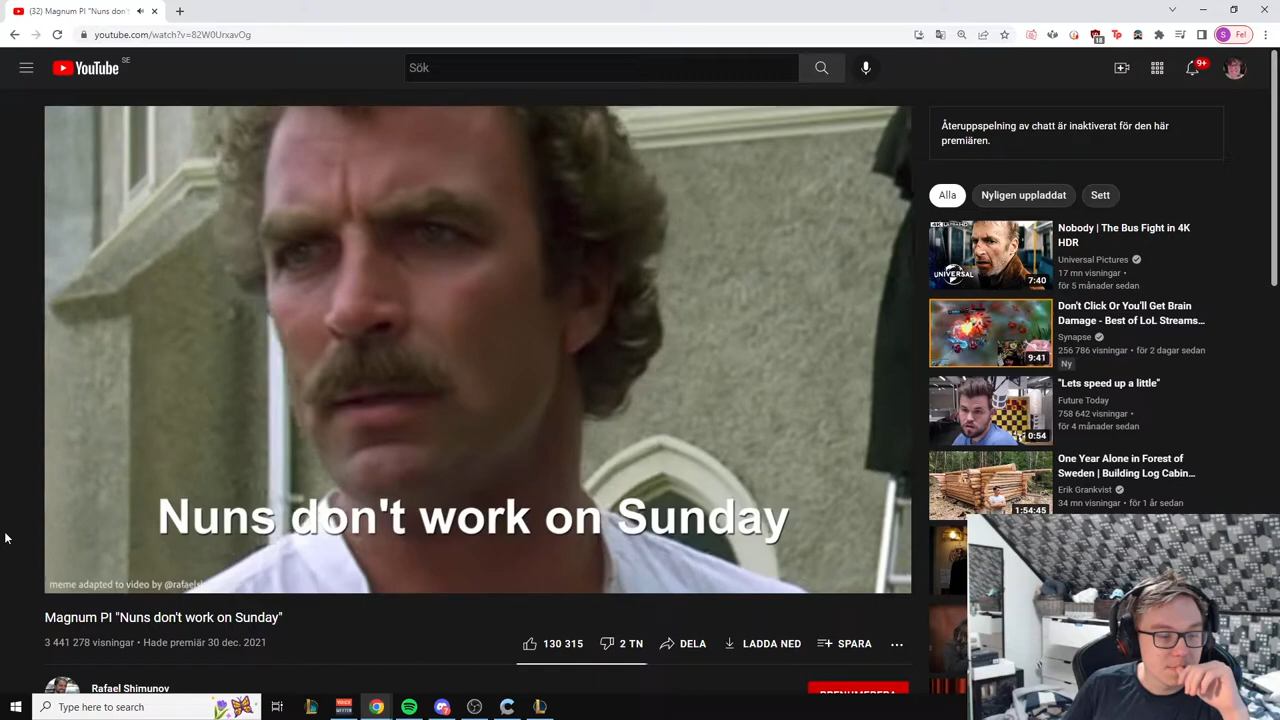 (32) Magnum PI "Nuns don't
youtube.com/watch?v=82W0UrxavOg
18
Tp
S
Fel
YouTube
SE
Sök
9+
Återuppspelning av chatt är inaktiverat för den här
premiären.
Alla
Nyligen uppladdat
Sett
Nobody | The Bus Fight in 4K
HDR
Universal Pictures
17 mn visningar •
för 5 månader sedan
UNIVERSAL
7:40
Don't Click Or You'll Get Brain
Damage - Best of LoL Streams...
Synapse
256 786 visningar • för 2 dagar sedan
Ny
9:41
"Lets speed up a little"
Future Today
758 642 visningar •
för 4 månader sedan
0:54
One Year Alone in Forest of
Sweden | Building Log Cabin...
Erik Grankvist
34 mn visningar • för 1 år sedan
1:54:45
Nuns don't work on Sunday
meme adapted to video by
Magnum PI "Nuns don't work on Sunday"
3 441 278 visningar • Hade premiär 30 dec. 2021
130 315
2 TN
DELA
LADDA NED
SPARA
Rafael Shimunov
PRENUMERERA
Type here to search